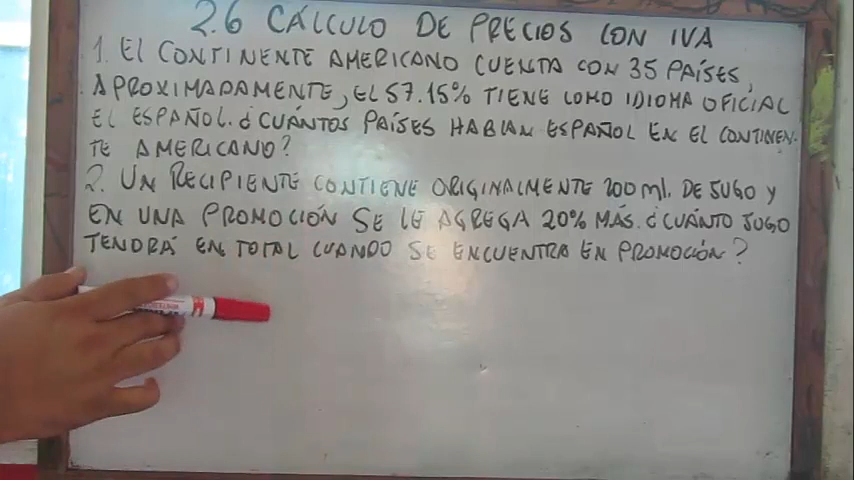 2.6 CÁLCULO DE PRECIOS CON IVA
1. EL CONTINENTE AMERICANO CUENTA CON 35 PAÍSES,
APROXIMADAMENTE, EL 57.15% TIENE COMO IDIOMA OFICIAL
EL ESPAÑOL. ¿CUÁNTOS PAÍSES HABLAN ESPAÑOL EN EL CONTINEN-
TE AMERICANO?
2. UN RECIPIENTE CONTIENE ORIGINALMENTE 200 ml. DE JUGO Y
EN UNA PROMOCIÓN SE LE AGREGA 20% MÁS. ¿CUÁNTO JUGO
TENDRÁ EN TOTAL CUANDO SE ENCUENTRA EN PROMOCIÓN?